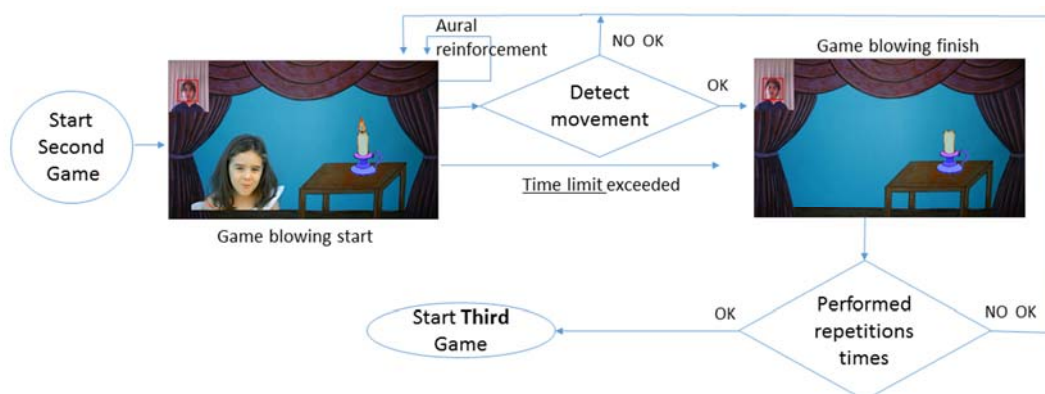 Aural
reinforcement
NO OK
Game blowing finish
Start
Second
Game
Detect
movement
OK
Time limit exceeded
Game blowing start
Start Third
Game
OK
Performed
repetitions
times
NO OK